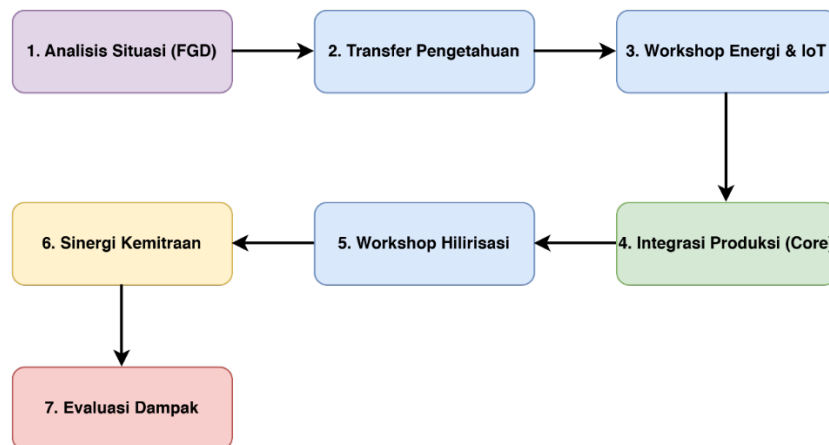 1. Analisis Situasi (FGD)
2. Transfer Pengetahuan
3. Workshop Energi & IoT
4. Integrasi Produksi (Core)
5. Workshop Hilirisasi
6. Sinergi Kemitraan
7. Evaluasi Dampak